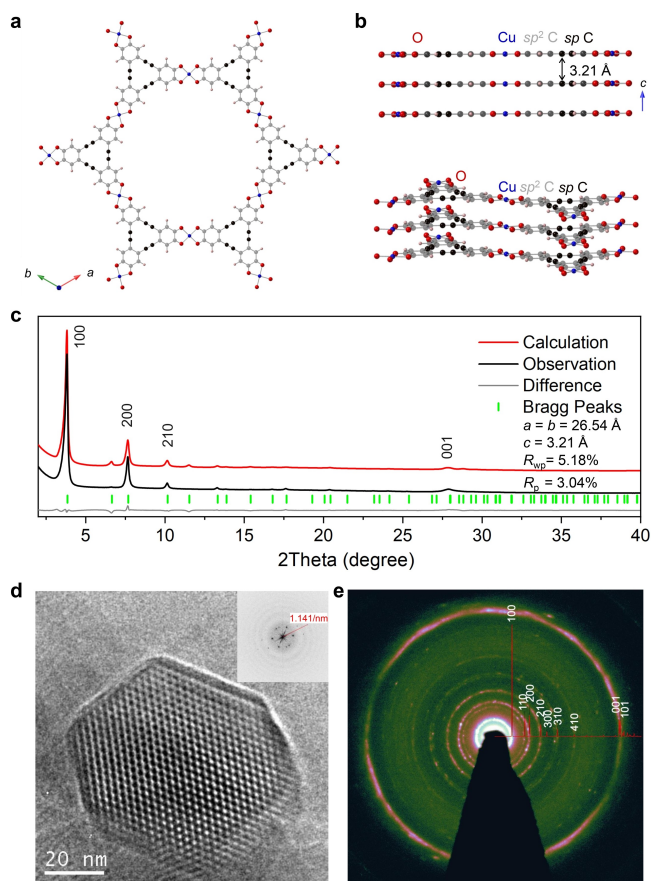 a
b
O
Cu sp² C sp C
3.21 Å
c
O
Cu sp² C sp C
b
a
c
100
200
210
001
Calculation
Observation
Difference
Bragg Peaks
a = b = 26.54 Å
c = 3.21 Å
Rwp = 5.18%
Rp = 3.04%
5 10 15 20 25 30 35 40
2Theta (degree)
d
1.141/nm
20 nm
e
100
110
200
210
300
310
410
001
101